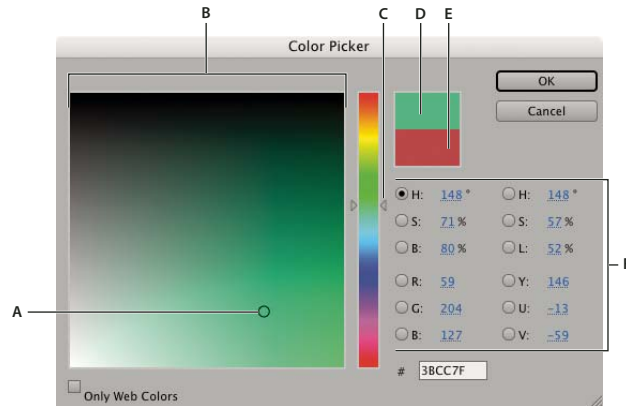 B C D E
Color Picker
OK
Cancel
H: 148 ° H: 148 °
S: 71 % S: 57 %
B: 80 % L: 52 %
R: 59 Y: 146
G: 204 U: -13
B: 127 V: -59
A
# 3BCC7F
Only Web Colors